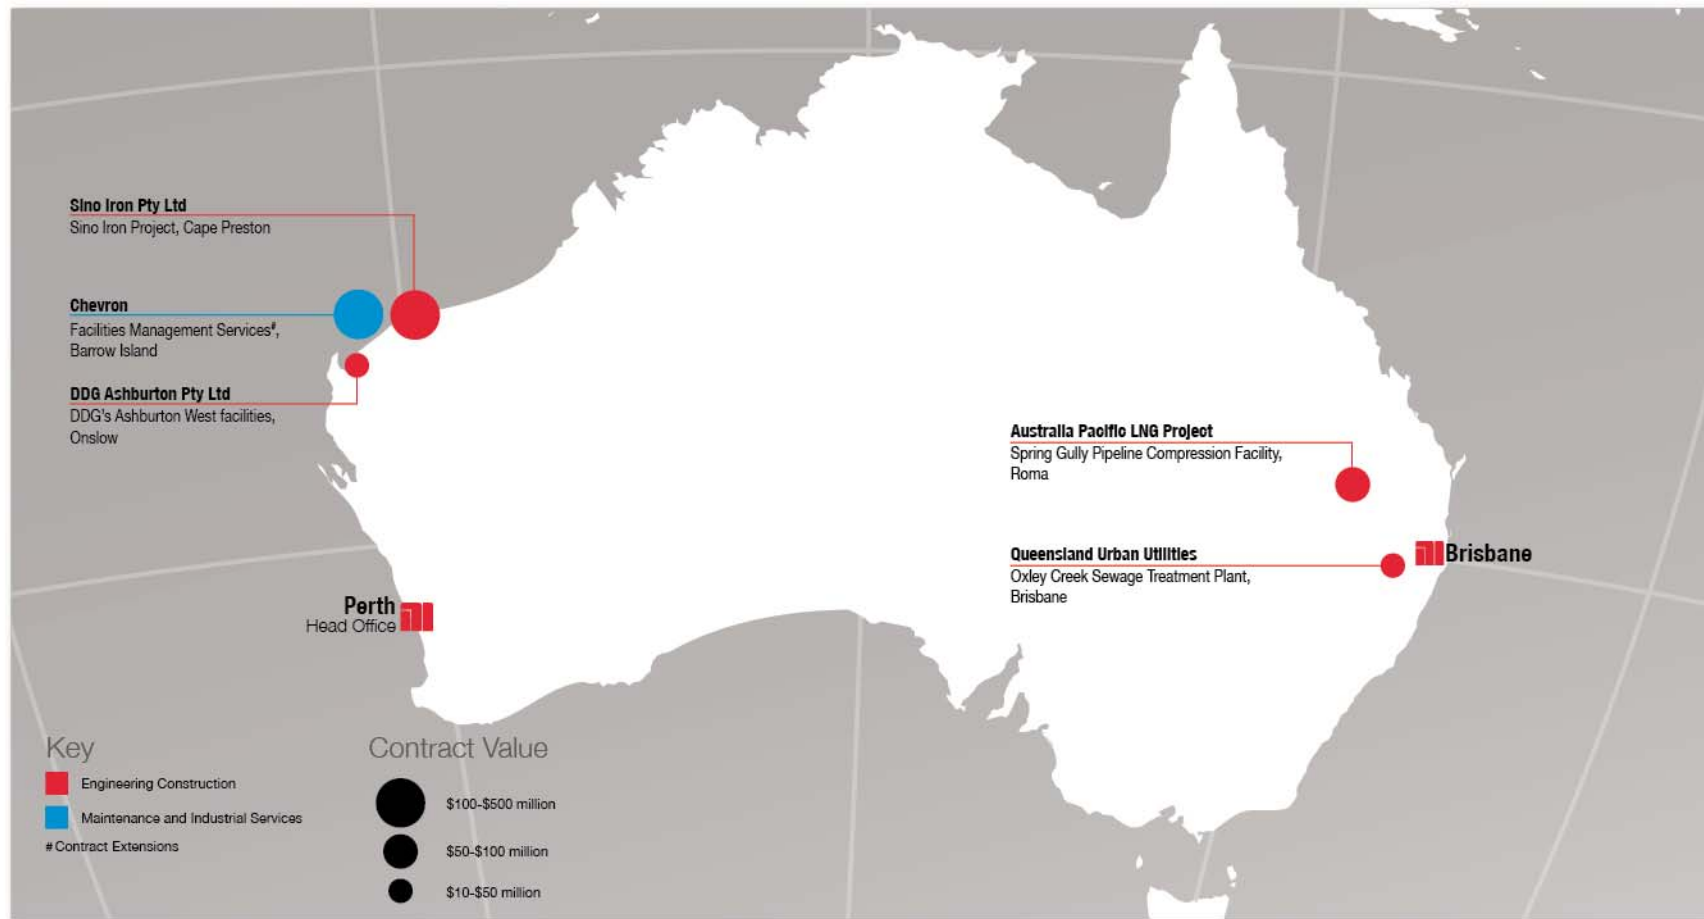 Sino Iron Pty Ltd
Sino Iron Project, Cape Preston
Chevron
Facilities Management Services#,
Barrow Island
DDG Ashburton Pty Ltd
DDG's Ashburton West facilities,
Onslow
Australia Pacific LNG Project
Spring Gully Pipeline Compression Facility,
Roma
Queensland Urban Utilities
Oxley Creek Sewage Treatment Plant,
Brisbane
Brisbane
Perth
Head Office
Key
Engineering Construction
Maintenance and Industrial Services
# Contract Extensions
Contract Value
$100-$500 million
$50-$100 million
$10-$50 million